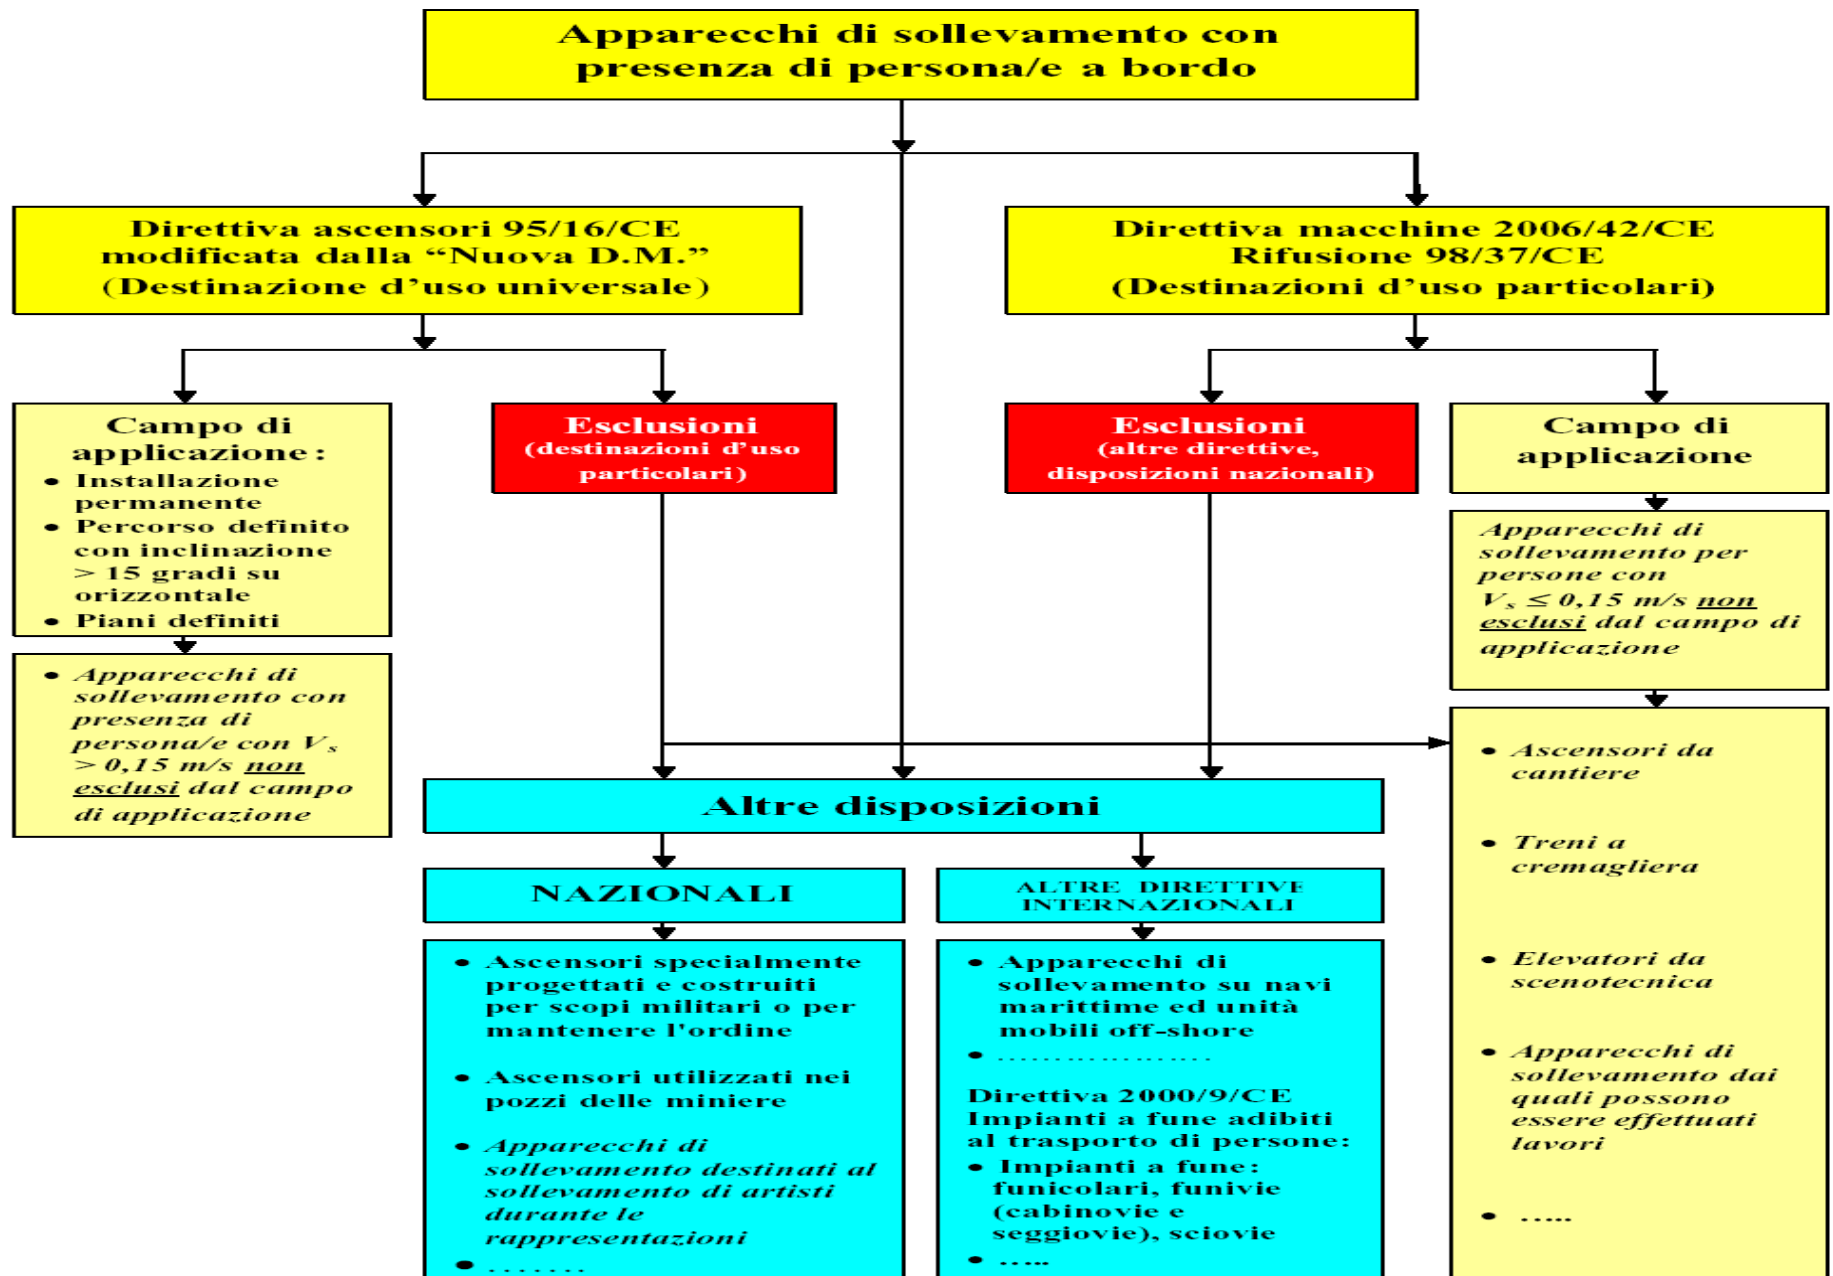 Apparecchi di sollevamento con
presenza di persona/e a bordo
Direttiva ascensori 95/16/CE
modificata dalla “Nuova D.M.”
(Destinazione d’uso universale)
Direttiva macchine 2006/42/CE
Rifusione 98/37/CE
(Destinazioni d’uso particolari)
Campo di
applicazione:
• Installazione
permanente
• Percorso definito
con inclinazione
> 15 gradi su
orizzontale
• Piani definiti
• Apparecchi di
sollevamento con
presenza di
persona/e con Vs
> 0,15 m/s non
esclusi dal campo
di applicazione
Esclusioni
(destinazioni d’uso
particolari)
Esclusioni
(altre direttive,
disposizioni nazionali)
Campo di
applicazione
Apparecchi di
sollevamento per
persone con
Vs ≤ 0,15 m/s non
esclusi dal campo di
applicazione
• Ascensori da
cantiere
• Treni a
cremagliera
• Elevatori da
scenotecnica
• Apparecchi di
sollevamento dai
quali possono
essere effettuati
lavori
• …..
Altre disposizioni
NAZIONALI
• Ascensori specialmente
progettati e costruiti
per scopi militari o per
mantenere l'ordine
• Ascensori utilizzati nei
pozzi delle miniere
• Apparecchi di
sollevamento destinati al
sollevamento di artisti
durante le
rappresentazioni
• …….
ALTRE DIRETTIVE
INTERNAZIONALI
• Apparecchi di
sollevamento su navi
marittime ed unità
mobili off-shore
• ………………..
Direttiva 2000/9/CE
Impianti a fune adibiti
al trasporto di persone:
• Impianti a fune:
funicolari, funivie
(cabinovie e
seggiovie), sciovie
• …..